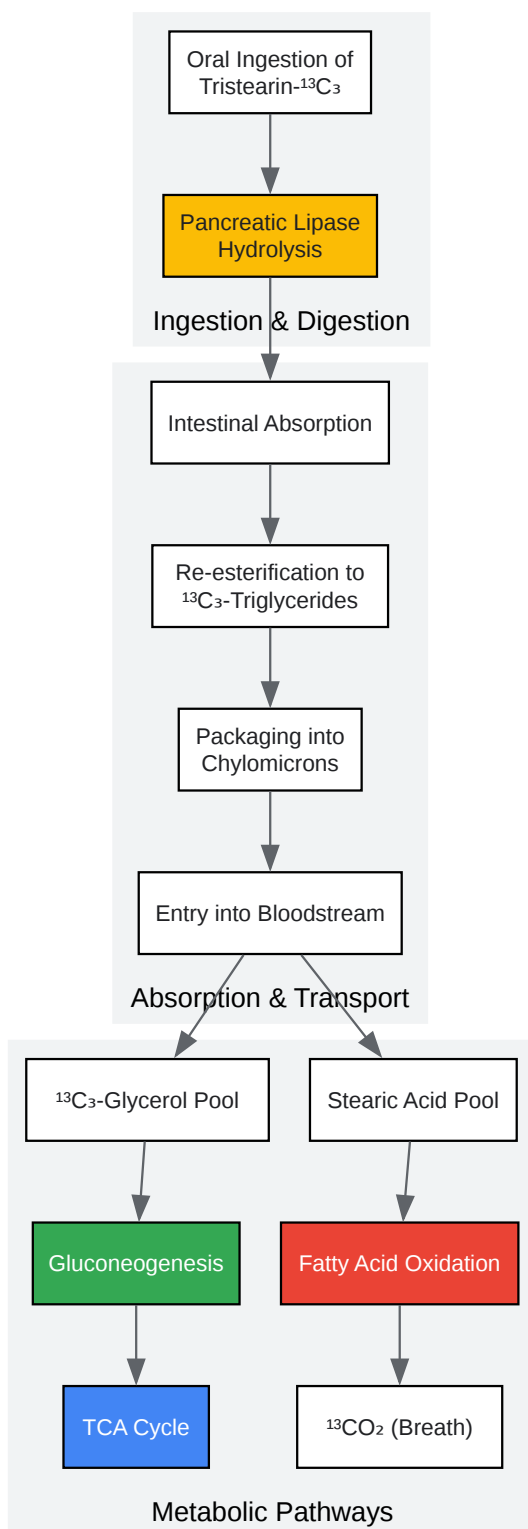 Oral Ingestion of
Tristearin-¹³C₃
Pancreatic Lipase
Hydrolysis
Ingestion & Digestion
Intestinal Absorption
Re-esterification to
¹³C₃-Triglycerides
Packaging into
Chylomicrons
Entry into Bloodstream
Absorption & Transport
¹³C₃-Glycerol Pool
Stearic Acid Pool
Gluconeogenesis
Fatty Acid Oxidation
TCA Cycle
¹³CO₂ (Breath)
Metabolic Pathways